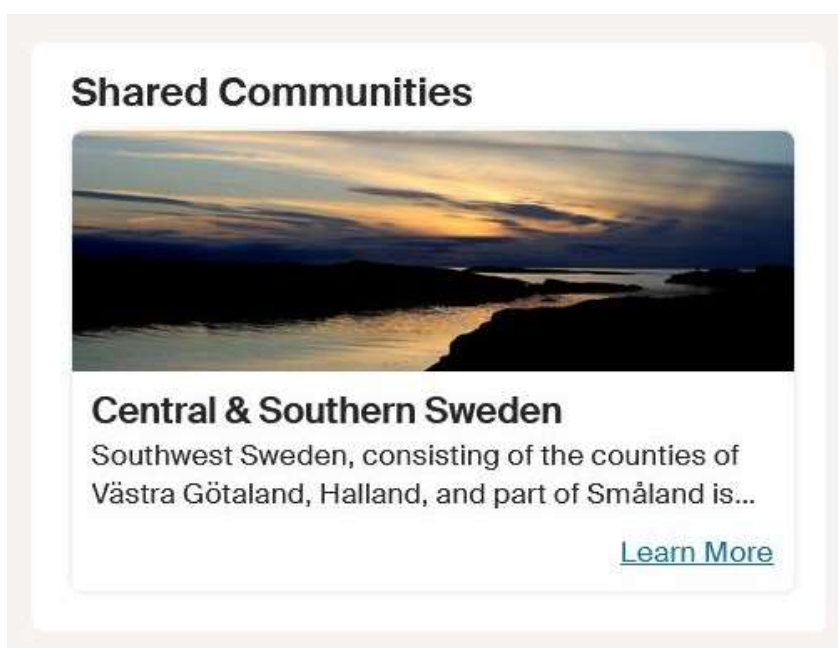 Shared Communities
Central & Southern Sweden
Southwest Sweden, consisting of the counties of
Västra Götaland, Halland, and part of Småland is...
Learn More